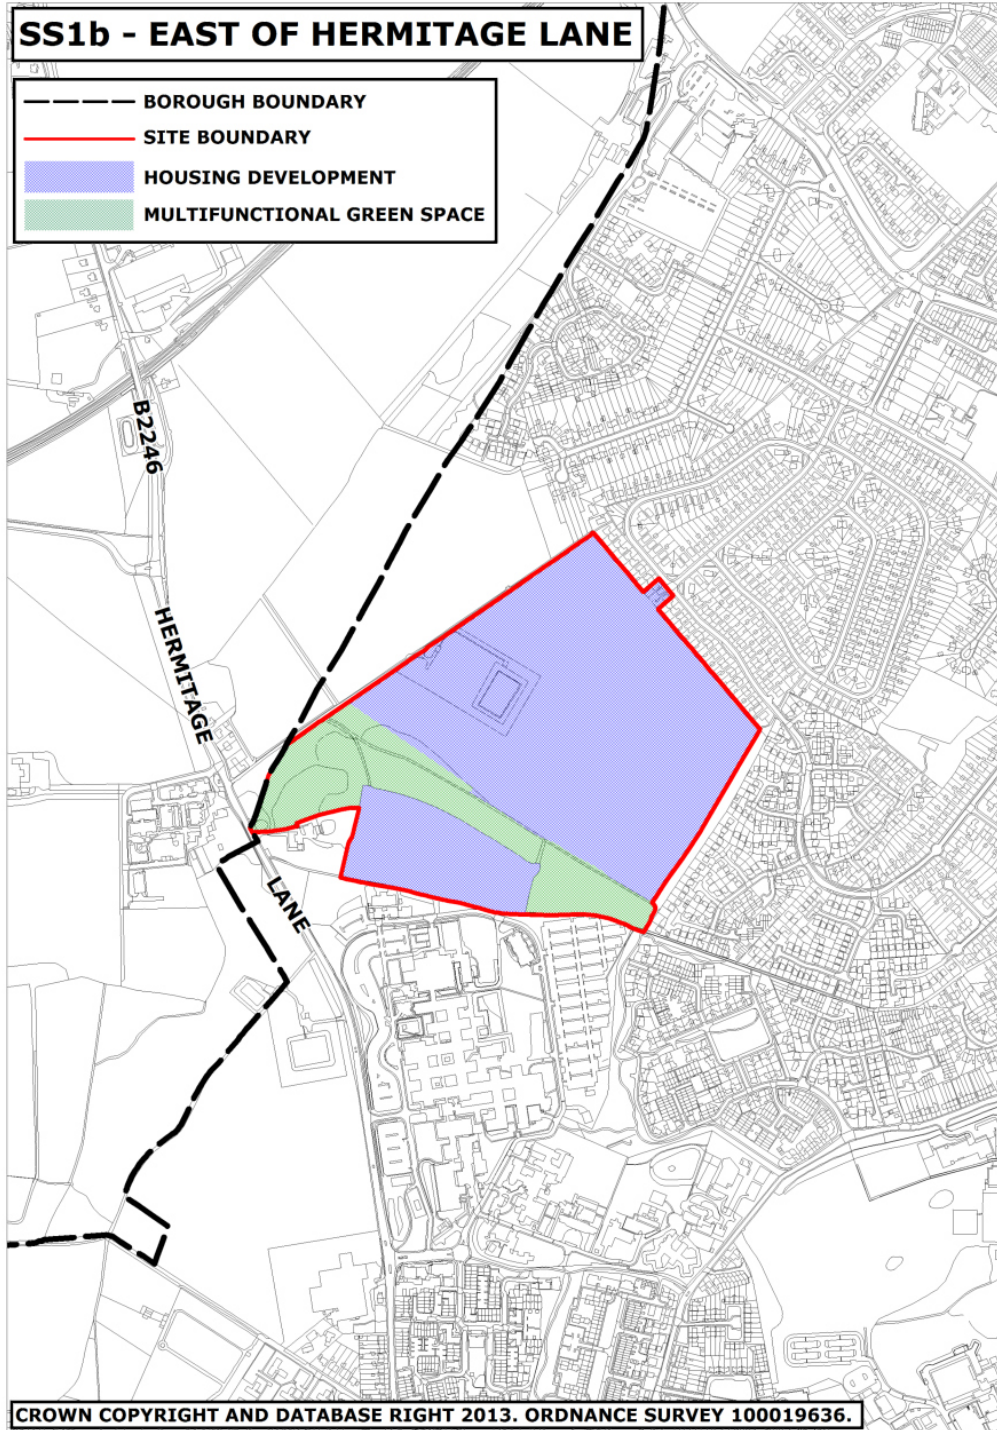 SS1b - EAST OF HERMITAGE LANE
BOROUGH BOUNDARY
SITE BOUNDARY
HOUSING DEVELOPMENT
MULTIFUNCTIONAL GREEN SPACE
B2246
HERMITAGE
LANE
CROWN COPYRIGHT AND DATABASE RIGHT 2013. ORDNANCE SURVEY 100019636.